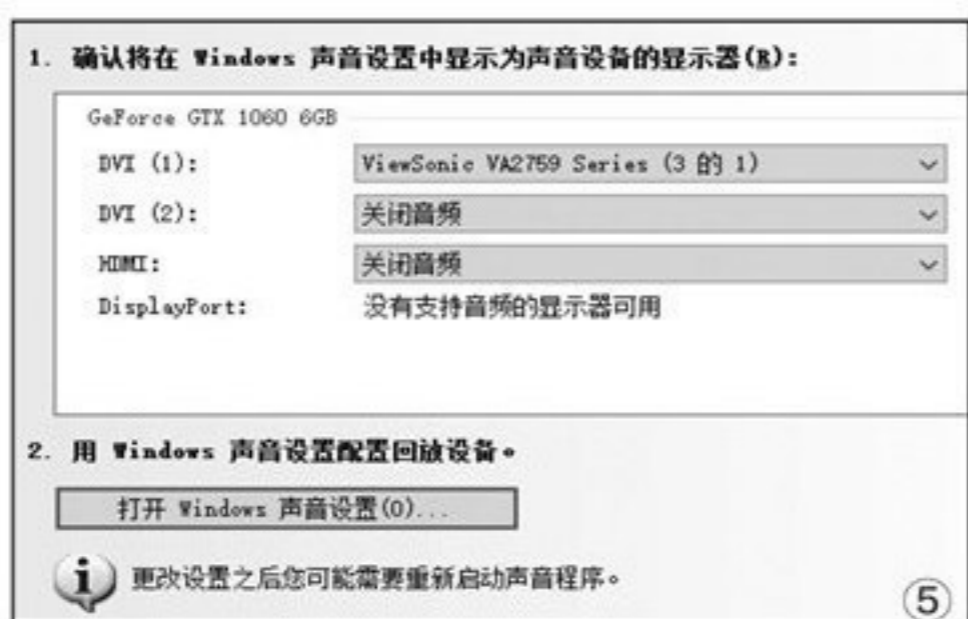 1. 确认将在 Windows 声音设置中显示为声音设备的显示器(R):
GeForce GTX 1060 6GB
DVI (1): ViewSonic VA2759 Series (3 的 1)
DVI (2): 关闭音频
HDMI: 关闭音频
DisplayPort: 没有支持音频的显示器可用
2. 用 Windows 声音设置配置回放设备。
打开 Windows 声音设置(O)...
i 更改设置之后您可能需要重新启动声音程序。
⑤